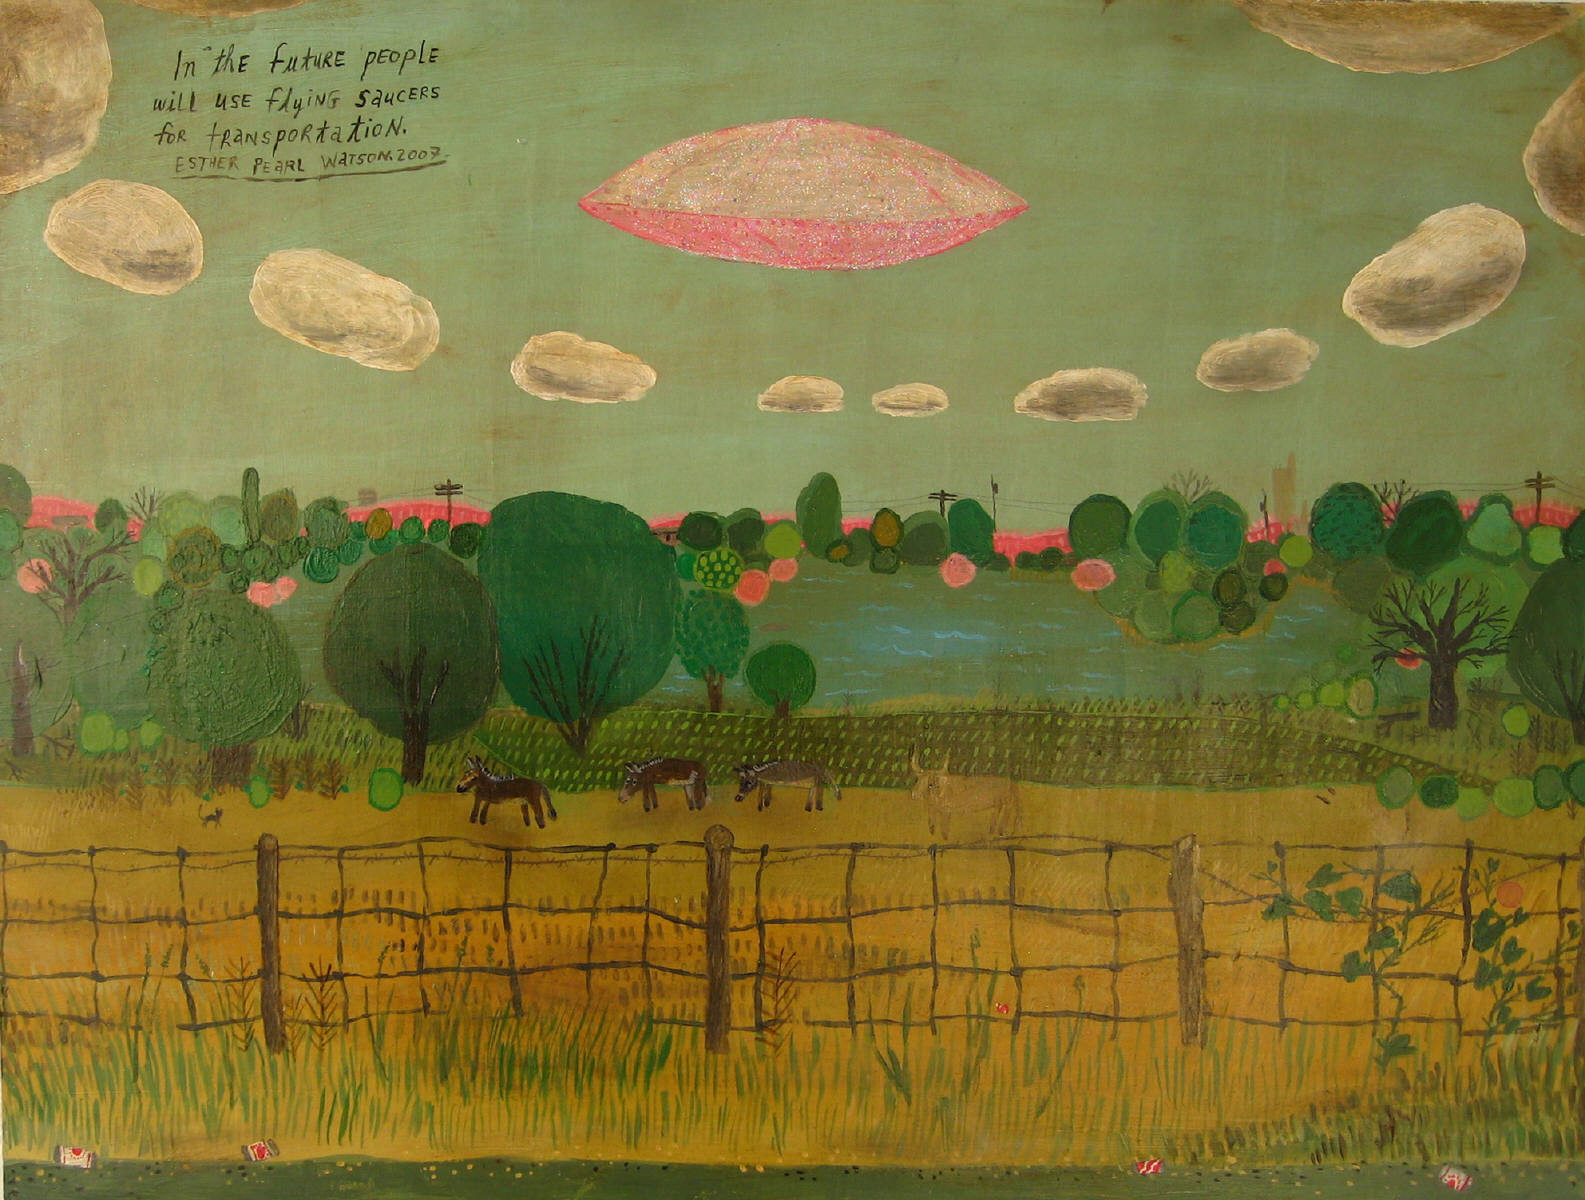 In the future people
will use flying saucers
for transportation.
ESTHER PEARL WATSON. 2007.